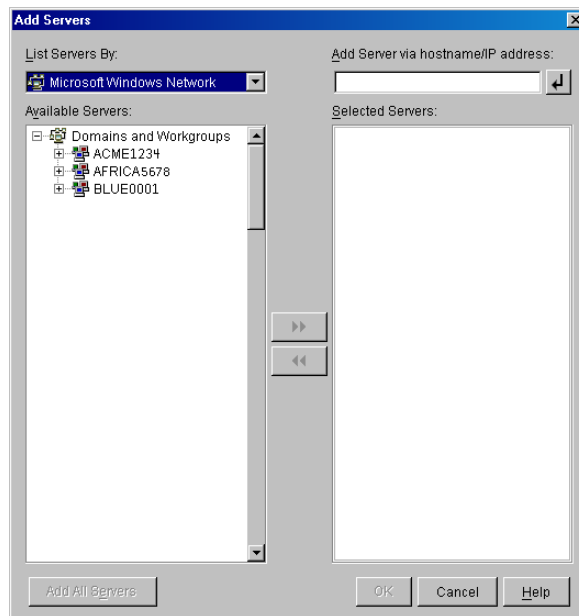 Add Servers
List Servers By:
Add Server via hostname/IP address:
Microsoft Windows Network
Available Servers:
Selected Servers:
Domains and Workgroups
ACME1234
AFRICA5678
BLUE0001
Add All Servers
OK
Cancel
Help